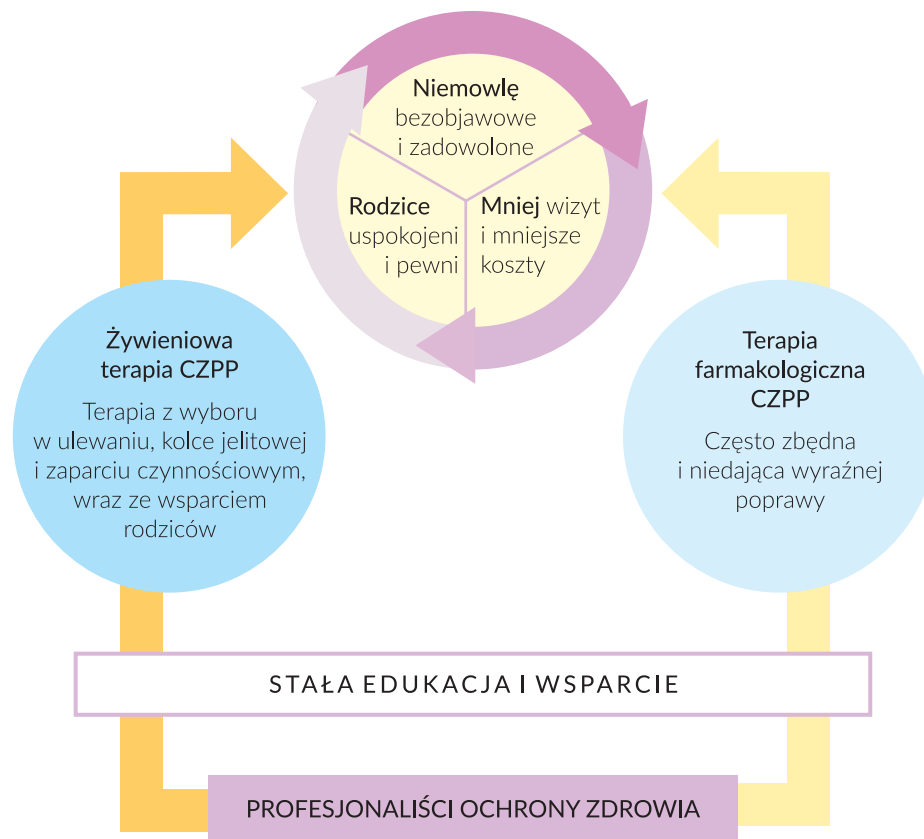 Niemowlę
bezobjawowe
i zadowolone
Rodzice
uspokojeni
i pewni
Mniej wizyt
i mniejsze
koszty
Żywieniowa
terapia CZPP
Terapia z wyboru
w ulewaniu, kolce jelitowej
i zaparciu czynnościowym,
wraz ze wsparciem
rodziców
Terapia
farmakologiczna
CZPP
Często zbędna
i niedająca wyraźnej
poprawy
STAŁA EDUKACJA I WSPARCIE
PROFESJONALIŚCI OCHRONY ZDROWIA